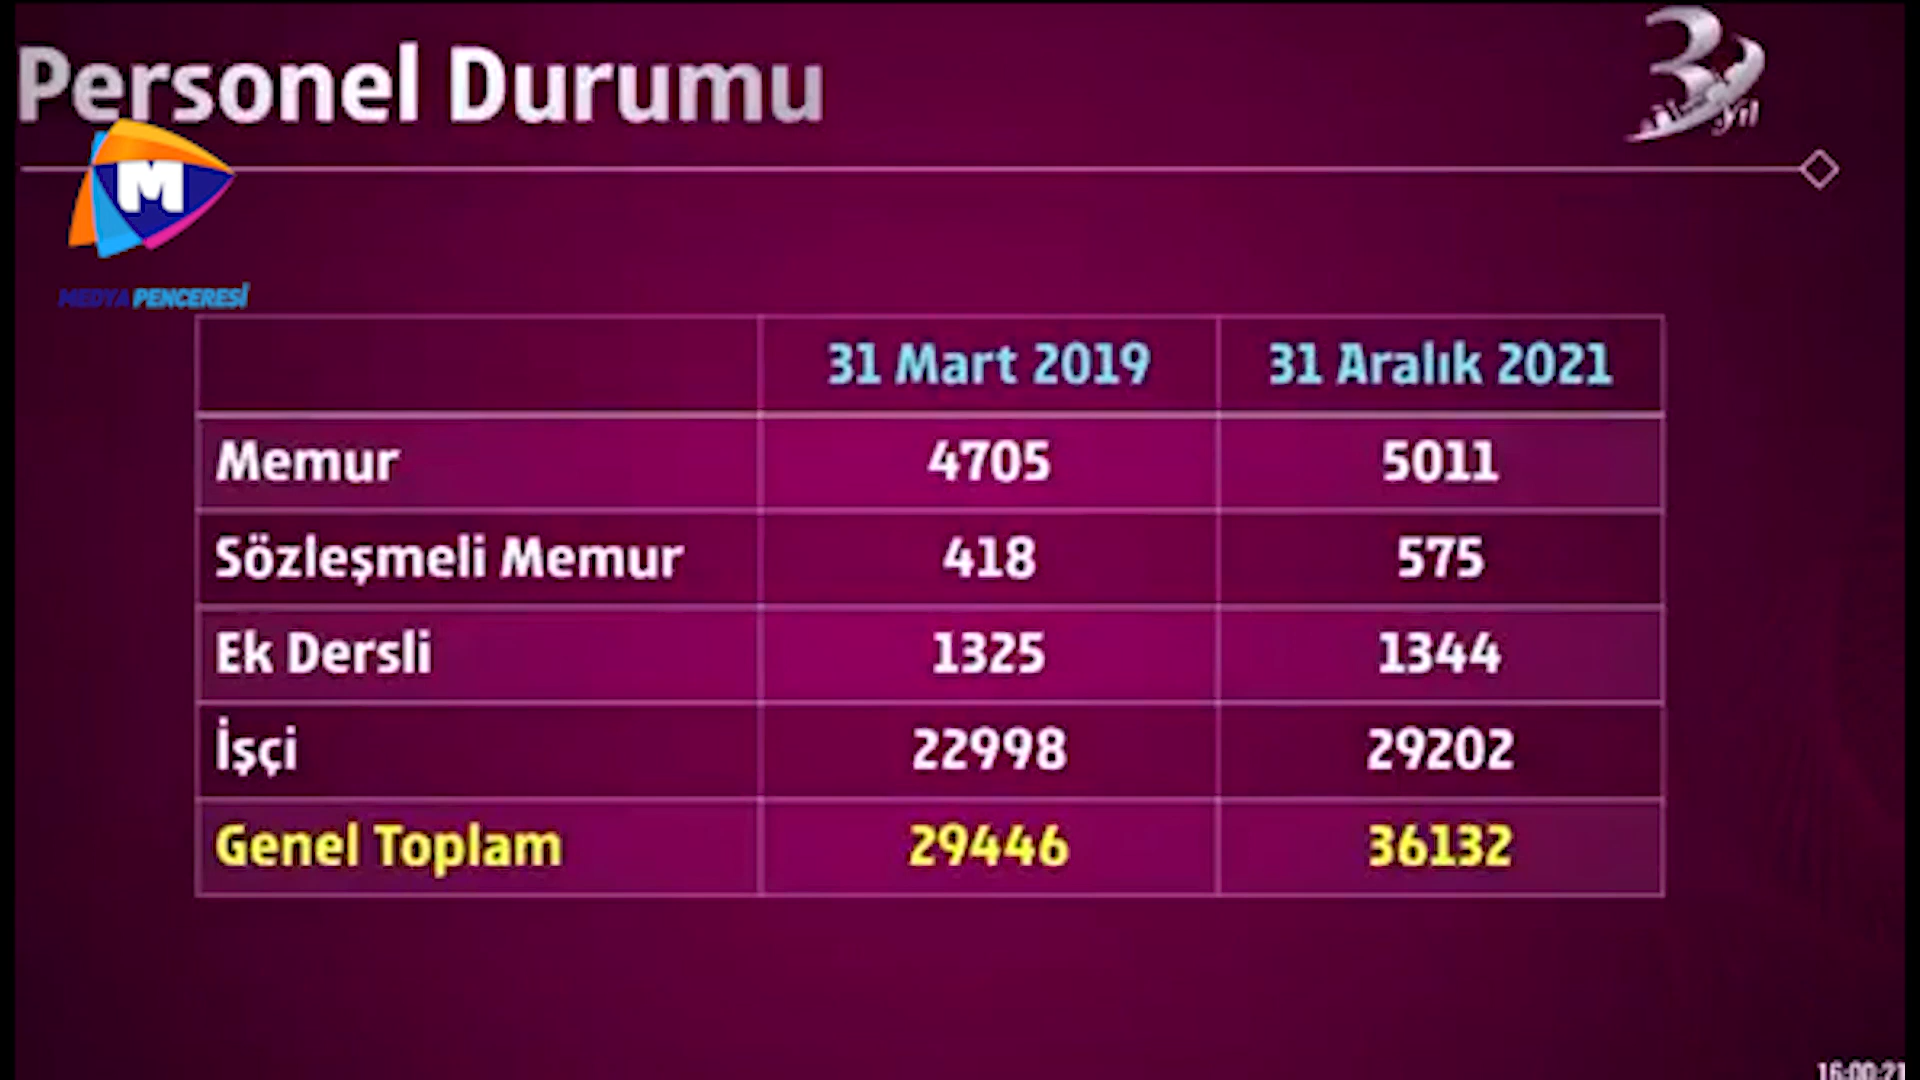 Personel Durumu
yıl
M
MEDYA PENCERESİ
31 Mart 2019 31 Aralık 2021
Memur 4705 5011
Sözleşmeli Memur 418 575
Ek Dersli 1325 1344
İşçi 22998 29202
Genel Toplam 29446 36132
16:00:21